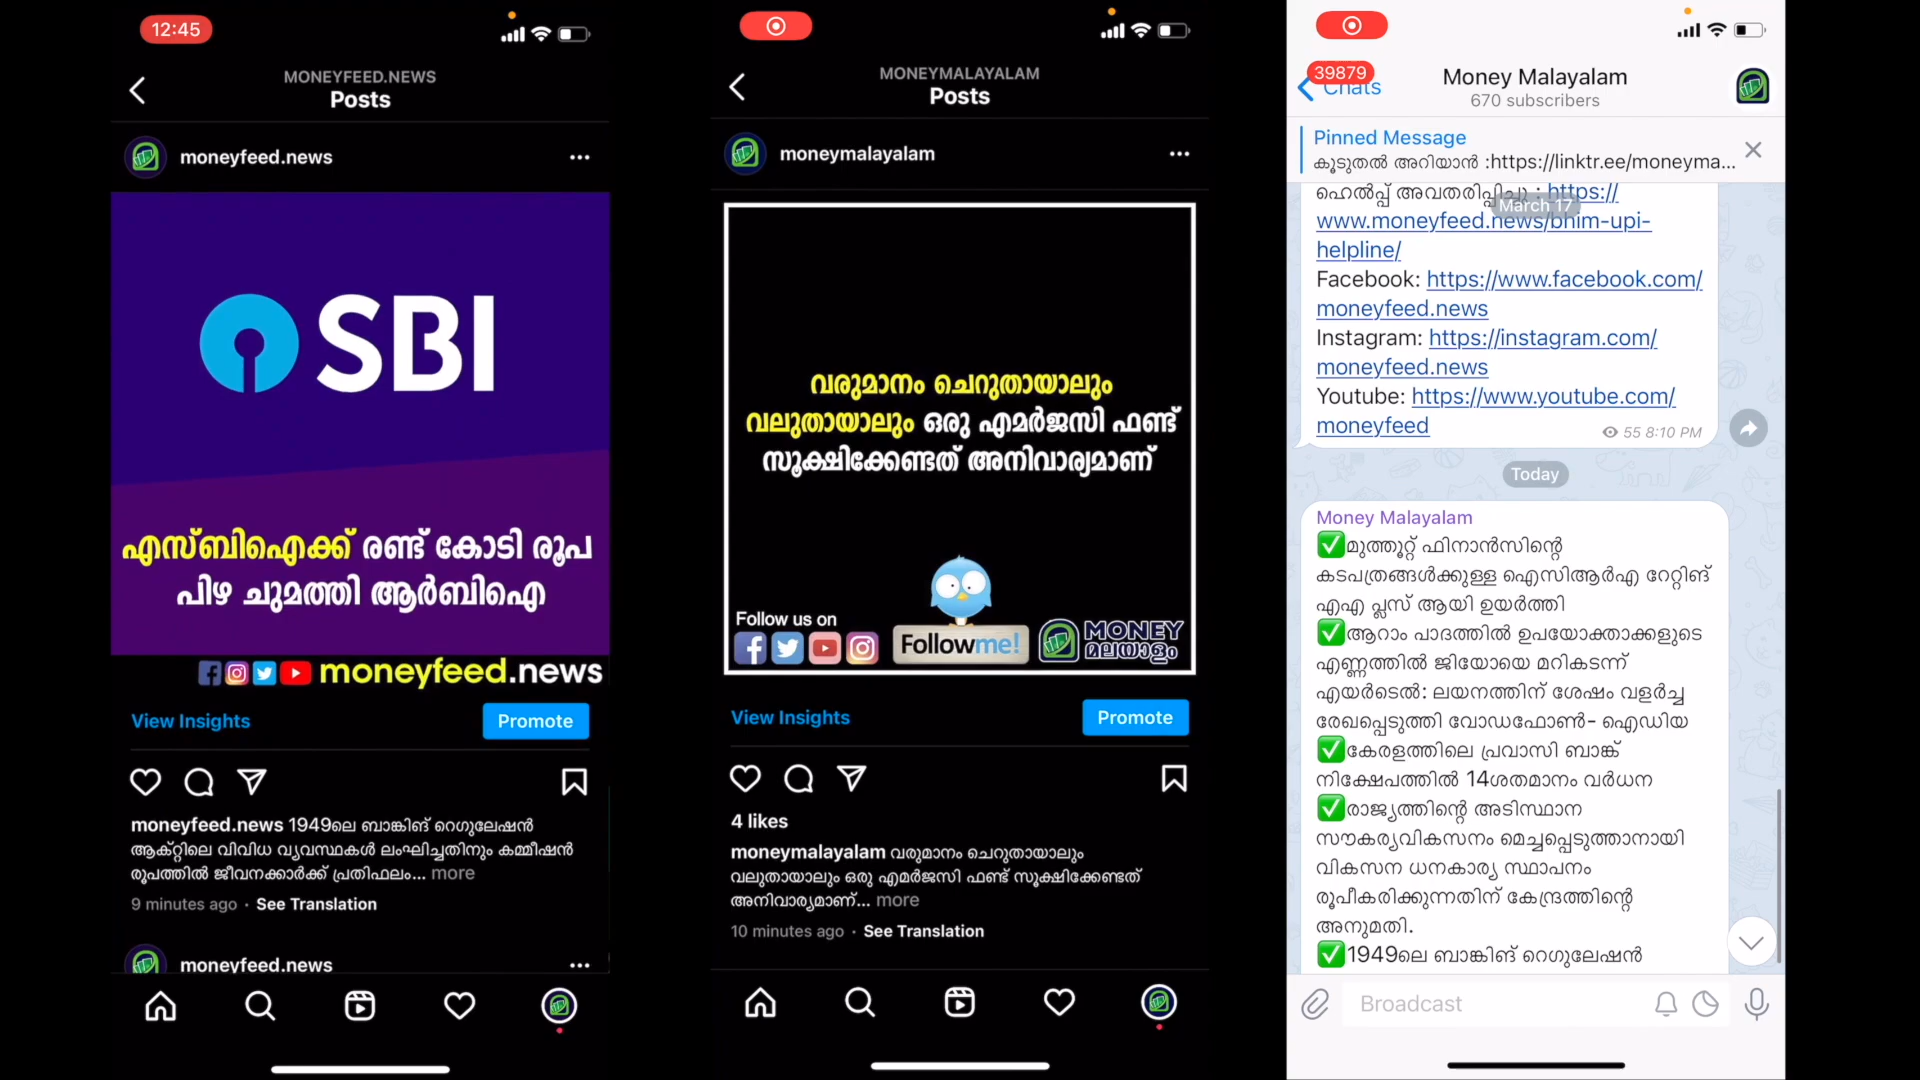 12:45
MONEYFEED.NEWS
Posts
moneyfeed.news
SBI
എസ്ബിഐക്ക് രണ്ട് കോടി രൂപ
പിഴ ചുമത്തി ആർബിഐ
moneyfeed.news
View Insights
Promote
moneyfeed.news 1949ലെ ബാങ്കിങ് റെഗുലേഷൻ
ആക്റ്റിലെ വിവിധ വ്യവസ്ഥകൾ ലംഘിച്ചതിനും കമ്മീഷൻ
രൂപത്തിൽ ജീവനക്കാർക്ക് പ്രതിഫലം... more
9 minutes ago · See Translation
moneyfeed.news
MONEYMALAYALAM
Posts
moneymalayalam
വരുമാനം ചെറുതായാലും
വലുതായാലും ഒരു എമർജസി ഫണ്ട്
സൂക്ഷിക്കേണ്ടത് അനിവാര്യമാണ്
Follow us on
Followme!
MONEY
മലയാളം
View Insights
Promote
4 likes
moneymalayalam വരുമാനം ചെറുതായാലും
വലുതായാലും ഒരു എമർജസി ഫണ്ട് സൂക്ഷിക്കേണ്ടത്
അനിവാര്യമാണ്... more
10 minutes ago · See Translation
39879
Chats
Money Malayalam
670 subscribers
Pinned Message
കൂടുതൽ അറിയാൻ :https://linktr.ee/moneyma...
ഹെൽപ്പ് അവതരിപ്പിച്ചു : https://
March 17
www.moneyfeed.news/bhim-upi-
helpline/
Facebook: https://www.facebook.com/
moneyfeed.news
Instagram: https://instagram.com/
moneyfeed.news
Youtube: https://www.youtube.com/
moneyfeed
55 8:10 PM
Today
Money Malayalam
✅മുത്തൂറ്റ് ഫിനാൻസിന്റെ
കടപത്രങ്ങൾക്കുള്ള ഐസിആർഎ റേറ്റിങ്
എഎ പ്ലസ് ആയി ഉയർത്തി
✅ആറാം പാദത്തിൽ ഉപയോക്താക്കളുടെ
എണ്ണത്തിൽ ജിയോയെ മറികടന്ന്
എയർടെൽ: ലയനത്തിന് ശേഷം വളർച്ച
രേഖപ്പെടുത്തി വോഡഫോൺ- ഐഡിയ
✅കേരളത്തിലെ പ്രവാസി ബാങ്ക്
നിക്ഷേപത്തിൽ 14ശതമാനം വർധന
✅രാജ്യത്തിന്റെ അടിസ്ഥാന
സൗകര്യവികസനം മെച്ചപ്പെടുത്താനായി
വികസന ധനകാര്യ സ്ഥാപനം
രൂപീകരിക്കുന്നതിന് കേന്ദ്രത്തിന്റെ
അനുമതി.
✅1949ലെ ബാങ്കിങ് റെഗുലേഷൻ
Broadcast